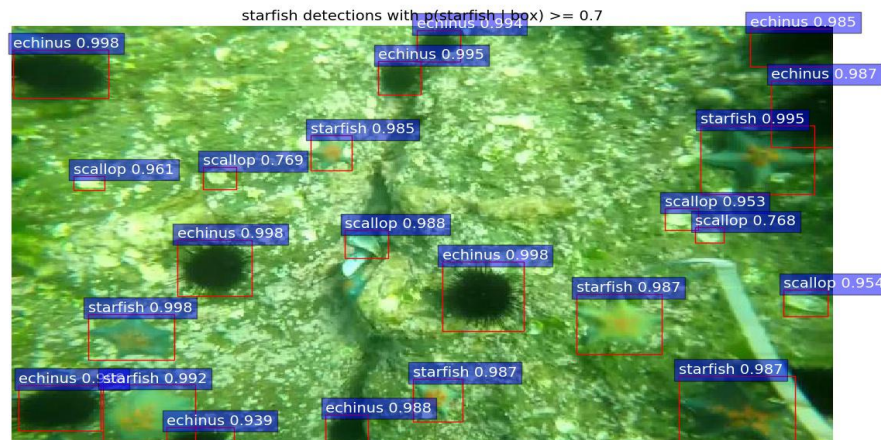 starfish detections with p(starfish | box) >= 0.7
echinus 0.994
echinus 0.985
echinus 0.998
echinus 0.995
echinus 0.987
starfish 0.995
starfish 0.985
scallop 0.961
scallop 0.769
scallop 0.953
scallop 0.768
scallop 0.988
echinus 0.998
echinus 0.998
scallop 0.954
starfish 0.987
starfish 0.998
starfish 0.987
starfish 0.987
echinus
starfish 0.992
echinus 0.939
echinus 0.988